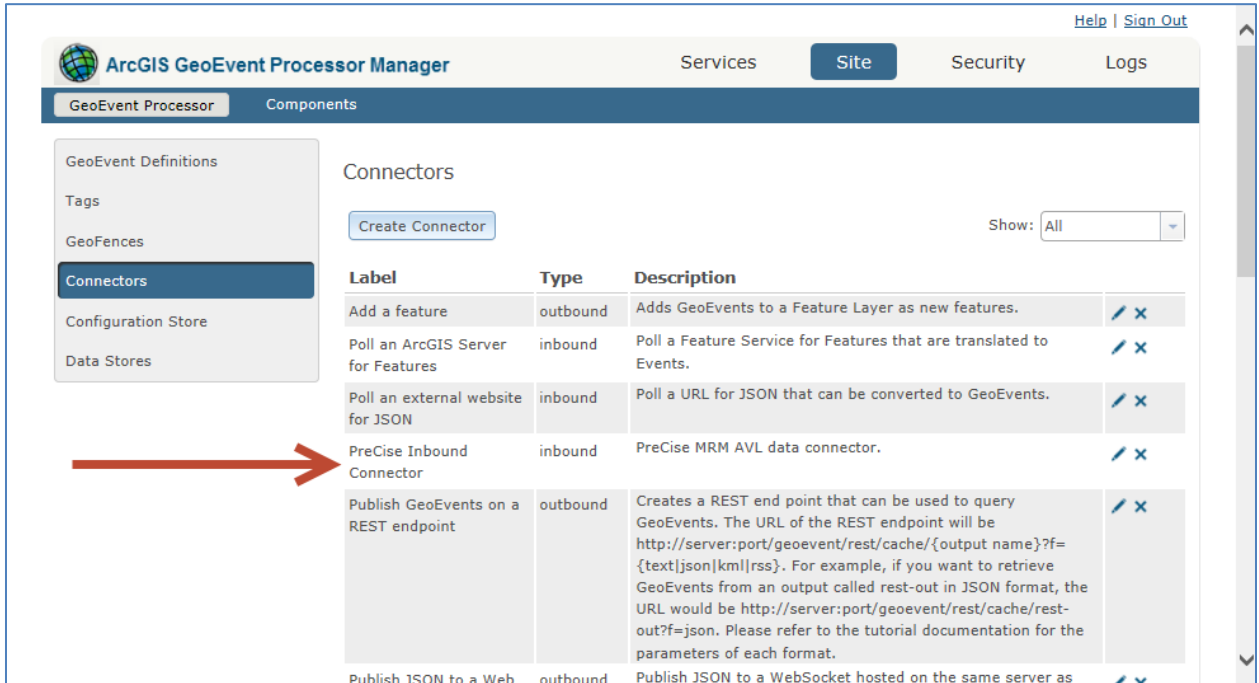 Help | Sign Out
ArcGIS GeoEvent Processor Manager
Services
Site
Security
Logs
GeoEvent Processor
Components
GeoEvent Definitions
Tags
GeoFences
Connectors
Configuration Store
Data Stores
Connectors
Create Connector
Show: All
Label Type Description
Add a feature outbound Adds GeoEvents to a Feature Layer as new features.
Poll an ArcGIS Server inbound Poll a Feature Service for Features that are translated to
for Features Events.
Poll an external website inbound Poll a URL for JSON that can be converted to GeoEvents.
for JSON
PreCise Inbound inbound PreCise MRM AVL data connector.
Connector
Publish GeoEvents on a outbound Creates a REST end point that can be used to query
REST endpoint GeoEvents. The URL of the REST endpoint will be
http://server:port/geoevent/rest/cache/{output name}?f=
{text|json|kml|rss}. For example, if you want to retrieve
GeoEvents from an output called rest-out in JSON format, the
URL would be http://server:port/geoevent/rest/cache/rest-
out?f=json. Please refer to the tutorial documentation for the
parameters of each format.
Publish JSON to a Web outbound Publish JSON to a WebSocket hosted on the same server as